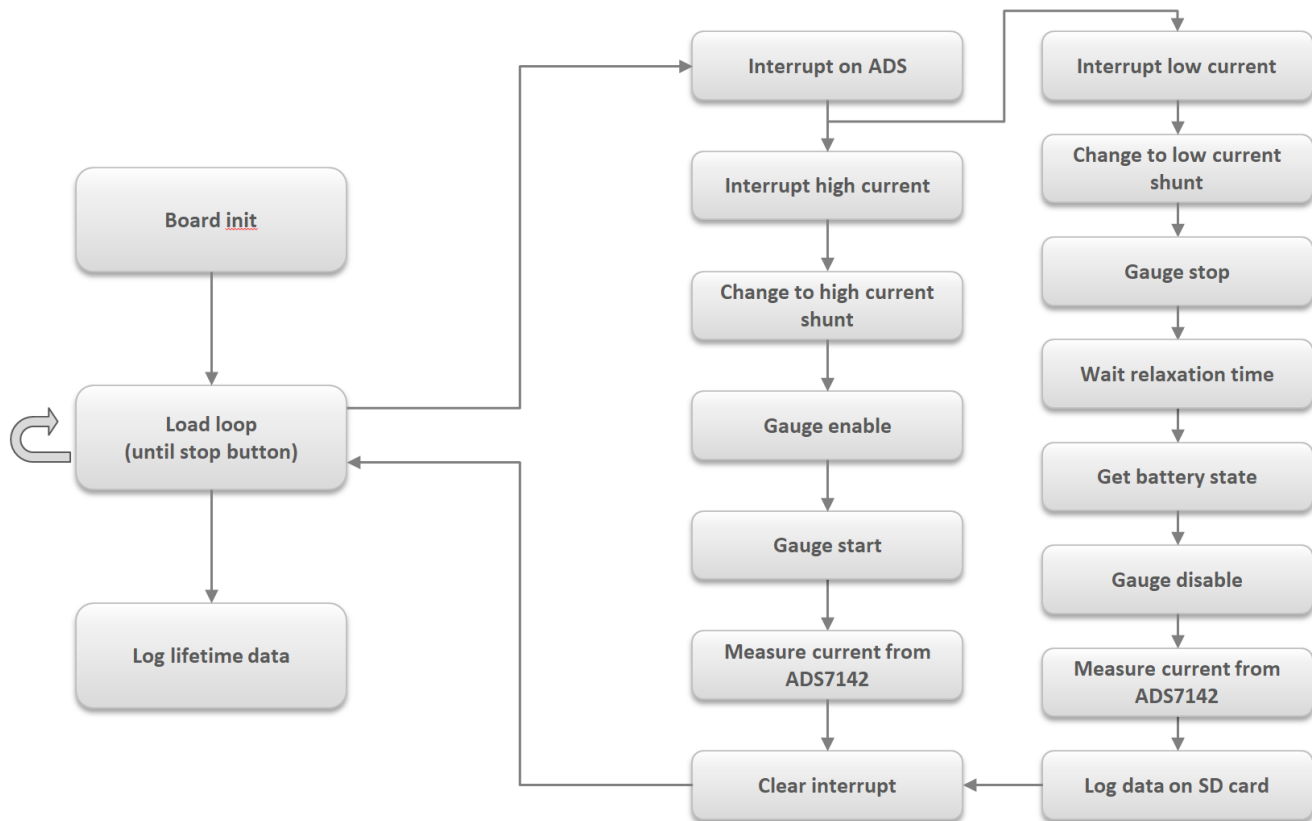 Board init
Load loop
(until stop button)
Log lifetime data
Interrupt on ADS
Interrupt high current
Change to high current
shunt
Gauge enable
Gauge start
Measure current from
ADS7142
Clear interrupt
Interrupt low current
Change to low current
shunt
Gauge stop
Wait relaxation time
Get battery state
Gauge disable
Measure current from
ADS7142
Log data on SD card